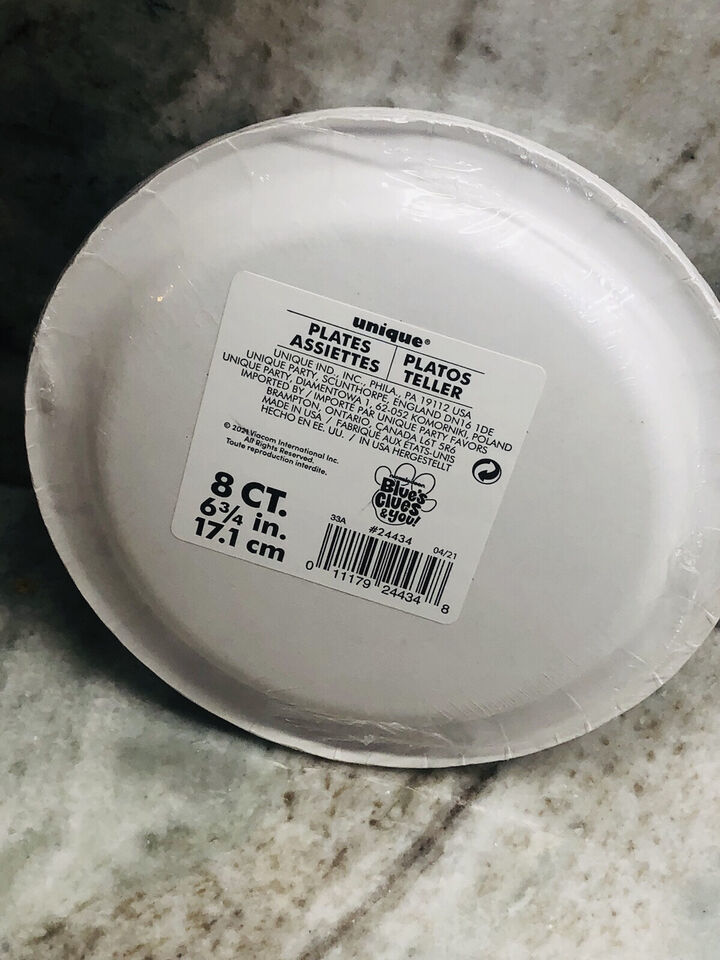 unique®
PLATES
ASSIETTES
PLATOS
TELLER
UNIQUE IND., INC., PHILA., PA 19112 USA
UNIQUE PARTY, SCUNTHORPE, ENGLAND DN16 1DE
UNIQUE PARTY, DIAMENTOWA 1, 62-052 KOMORNIKI, POLAND
IMPORTED BY / IMPORTÉ PAR UNIQUE PARTY FAVORS
BRAMPTON, ONTARIO, CANADA L6T 5R6
MADE IN USA / FABRIQUÉ AUX ÉTATS-UNIS
HECHO EN EE. UU. / IN USA HERGESTELLT
© 2021 Viacom International Inc.
All Rights Reserved.
Toute reproduction interdite.
8 CT.
6 3/4 in.
17.1 cm
nickelodeon
Blue's
Clues
& you!
33A
#24434
04/21
0 11179 24434 8